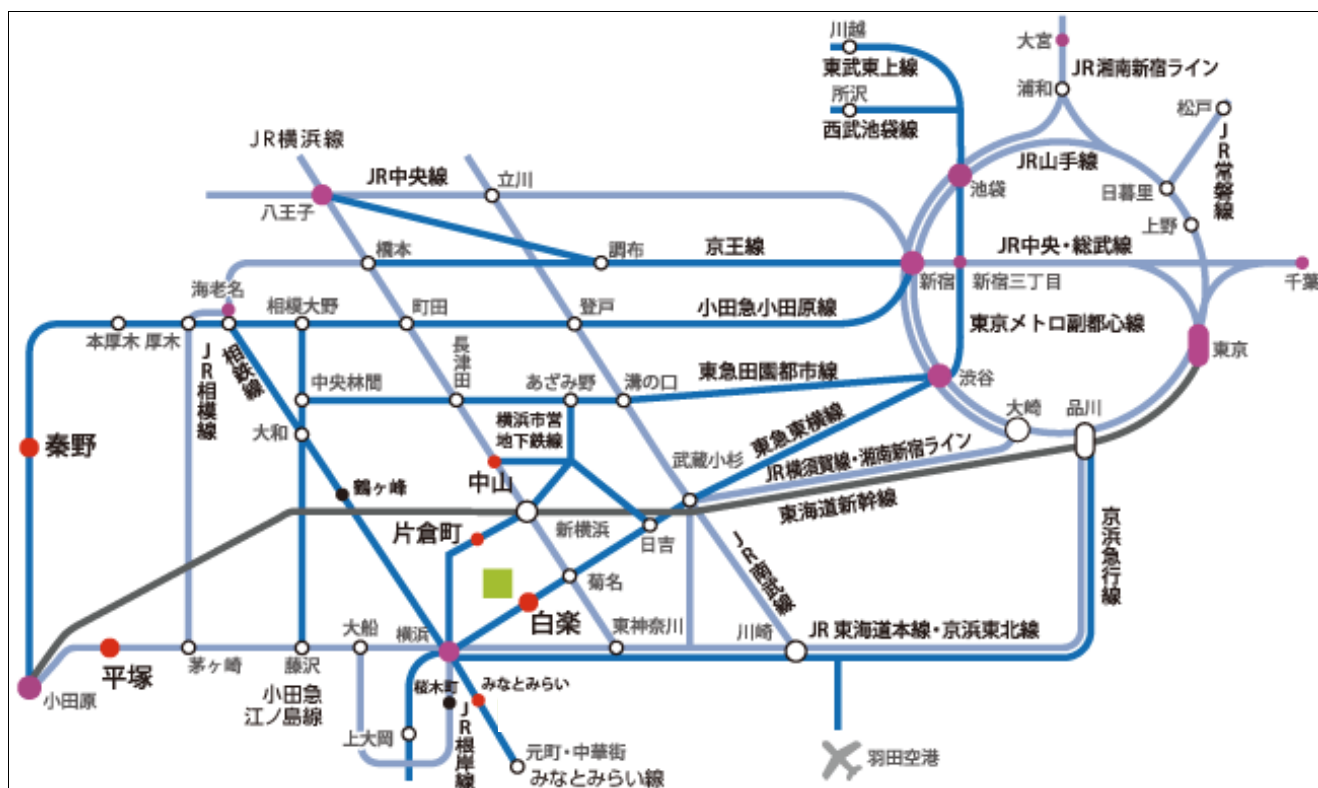 川越
東武東上線
所沢
西武池袋線
大宮
JR湘南新宿ライン
浦和
松戸
JR常磐線
JR横浜線
JR中央線
立川
八王子
池袋
JR山手線
日暮里
上野
橋本
調布
京王線
新宿
新宿三丁目
JR中央・総武線
千葉
海老名
相模大野
町田
登戸
小田急小田原線
東京メトロ副都心線
本厚木
厚木
JR相模線
相鉄線
長津田
東京
中央林間
あざみ野
溝の口
東急田園都市線
渋谷
大崎
品川
大和
横浜市営
地下鉄線
東急東横線
秦野
中山
武蔵小杉
JR横須賀線・湘南新宿ライン
鶴ヶ峰
東海道新幹線
片倉町
新横浜
日吉
JR南武線
京浜急行線
菊名
白楽
大船
横浜
東神奈川
川崎
JR東海道本線・京浜東北線
平塚
茅ヶ崎
藤沢
小田原
小田急
江ノ島線
桜木町
みなとみらい
JR根岸線
上大岡
元町・中華街
みなとみらい線
羽田空港